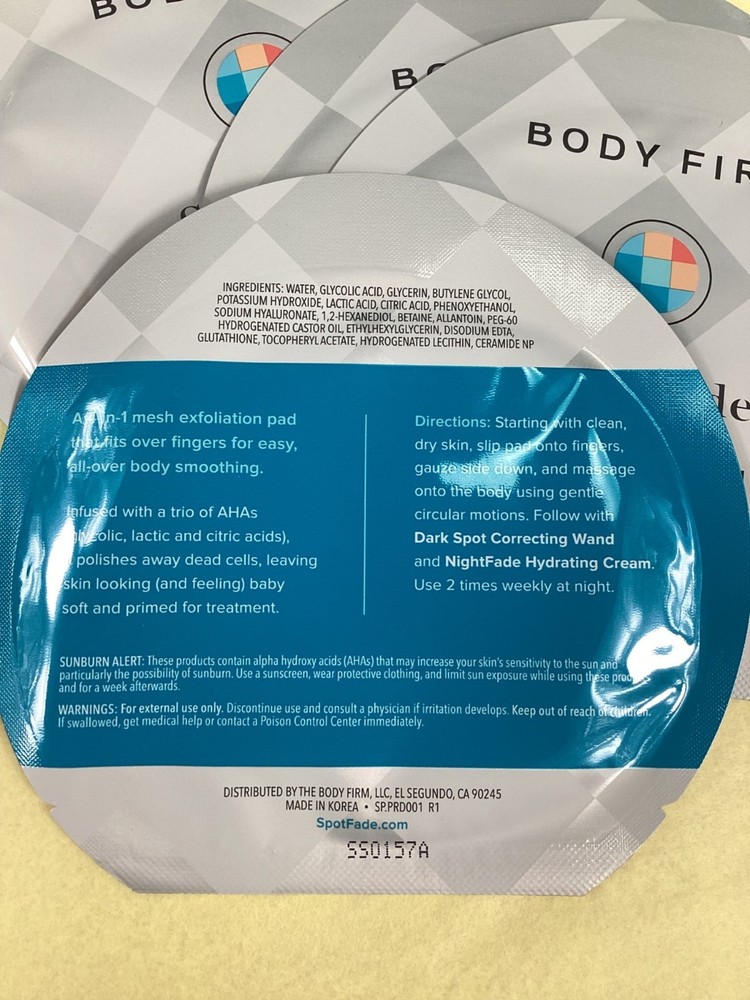 BODY FIR
INGREDIENTS: WATER, GLYCOLIC ACID, GLYCERIN, BUTYLENE GLYCOL,
POTASSIUM HYDROXIDE, LACTIC ACID, CITRIC ACID, PHENOXYETHANOL,
SODIUM HYALURONATE, 1,2-HEXANEDIOL, BETAINE, ALLANTOIN, PEG-60
HYDROGENATED CASTOR OIL, ETHYLHEXYLGLYCERIN, DISODIUM EDTA,
GLUTATHIONE, TOCOPHERYL ACETATE, HYDROGENATED LECITHIN, CERAMIDE NP
mesh exfoliation pad
that fits over fingers for easy,
all-over body smoothing.
Infused with a trio of AHAs
(glycolic, lactic and citric acids),
polishes away dead cells, leaving
skin looking (and feeling) baby
soft and primed for treatment.
Directions: Starting with clean,
dry skin, slip pad onto fingers,
gauze side down, and massage
onto the body using gentle
circular motions. Follow with
Dark Spot Correcting Wand
and NightFade Hydrating Cream.
Use 2 times weekly at night.
SUNBURN ALERT: These products contain alpha hydroxy acids (AHAs) that may increase your skin's sensitivity to the sun and
particularly the possibility of sunburn. Use a sunscreen, wear protective clothing, and limit sun exposure while using these products
and for a week afterwards.
WARNINGS: For external use only. Discontinue use and consult a physician if irritation develops. Keep out of reach of children.
If swallowed, get medical help or contact a Poison Control Center immediately.
DISTRIBUTED BY THE BODY FIRM, LLC, EL SEGUNDO, CA 90245
MADE IN KOREA • SP.PRD001 R1
SpotFade.com
SS0157A